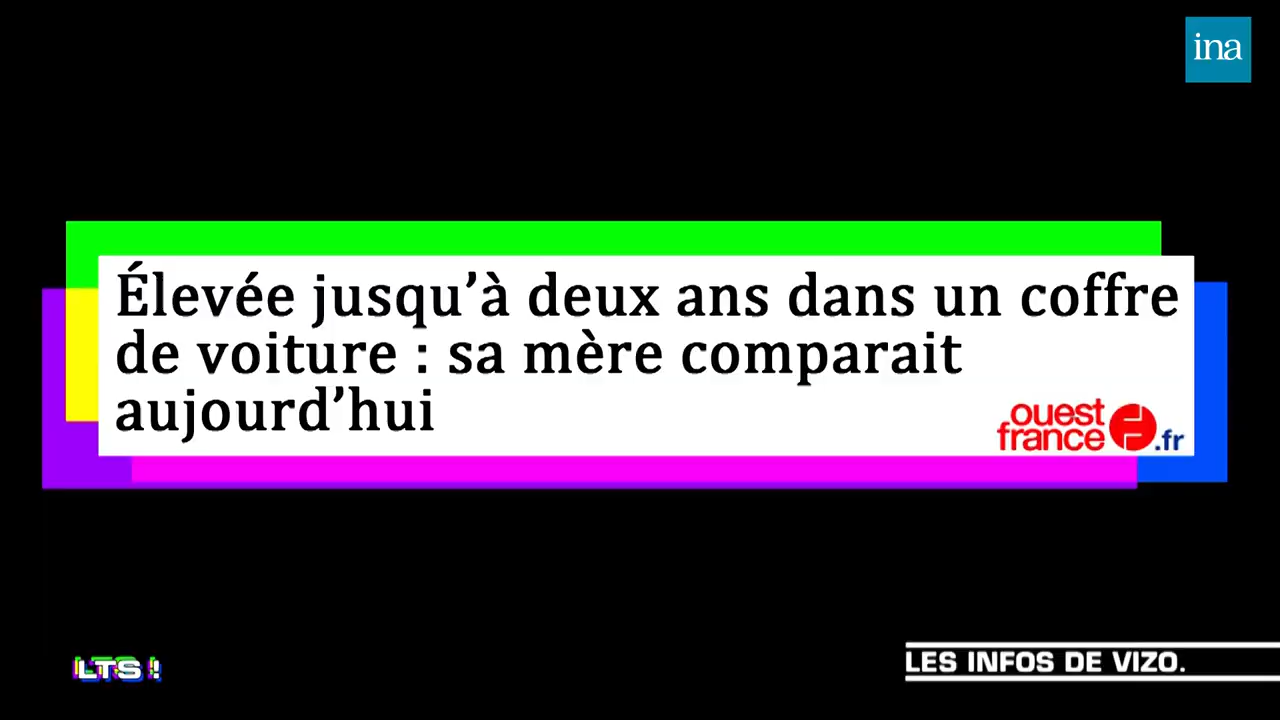 ina
Élevée jusqu’à deux ans dans un coffre
de voiture : sa mère comparait
aujourd’hui
ouest
france
.fr
LTS !
LES INFOS DE VIZO.